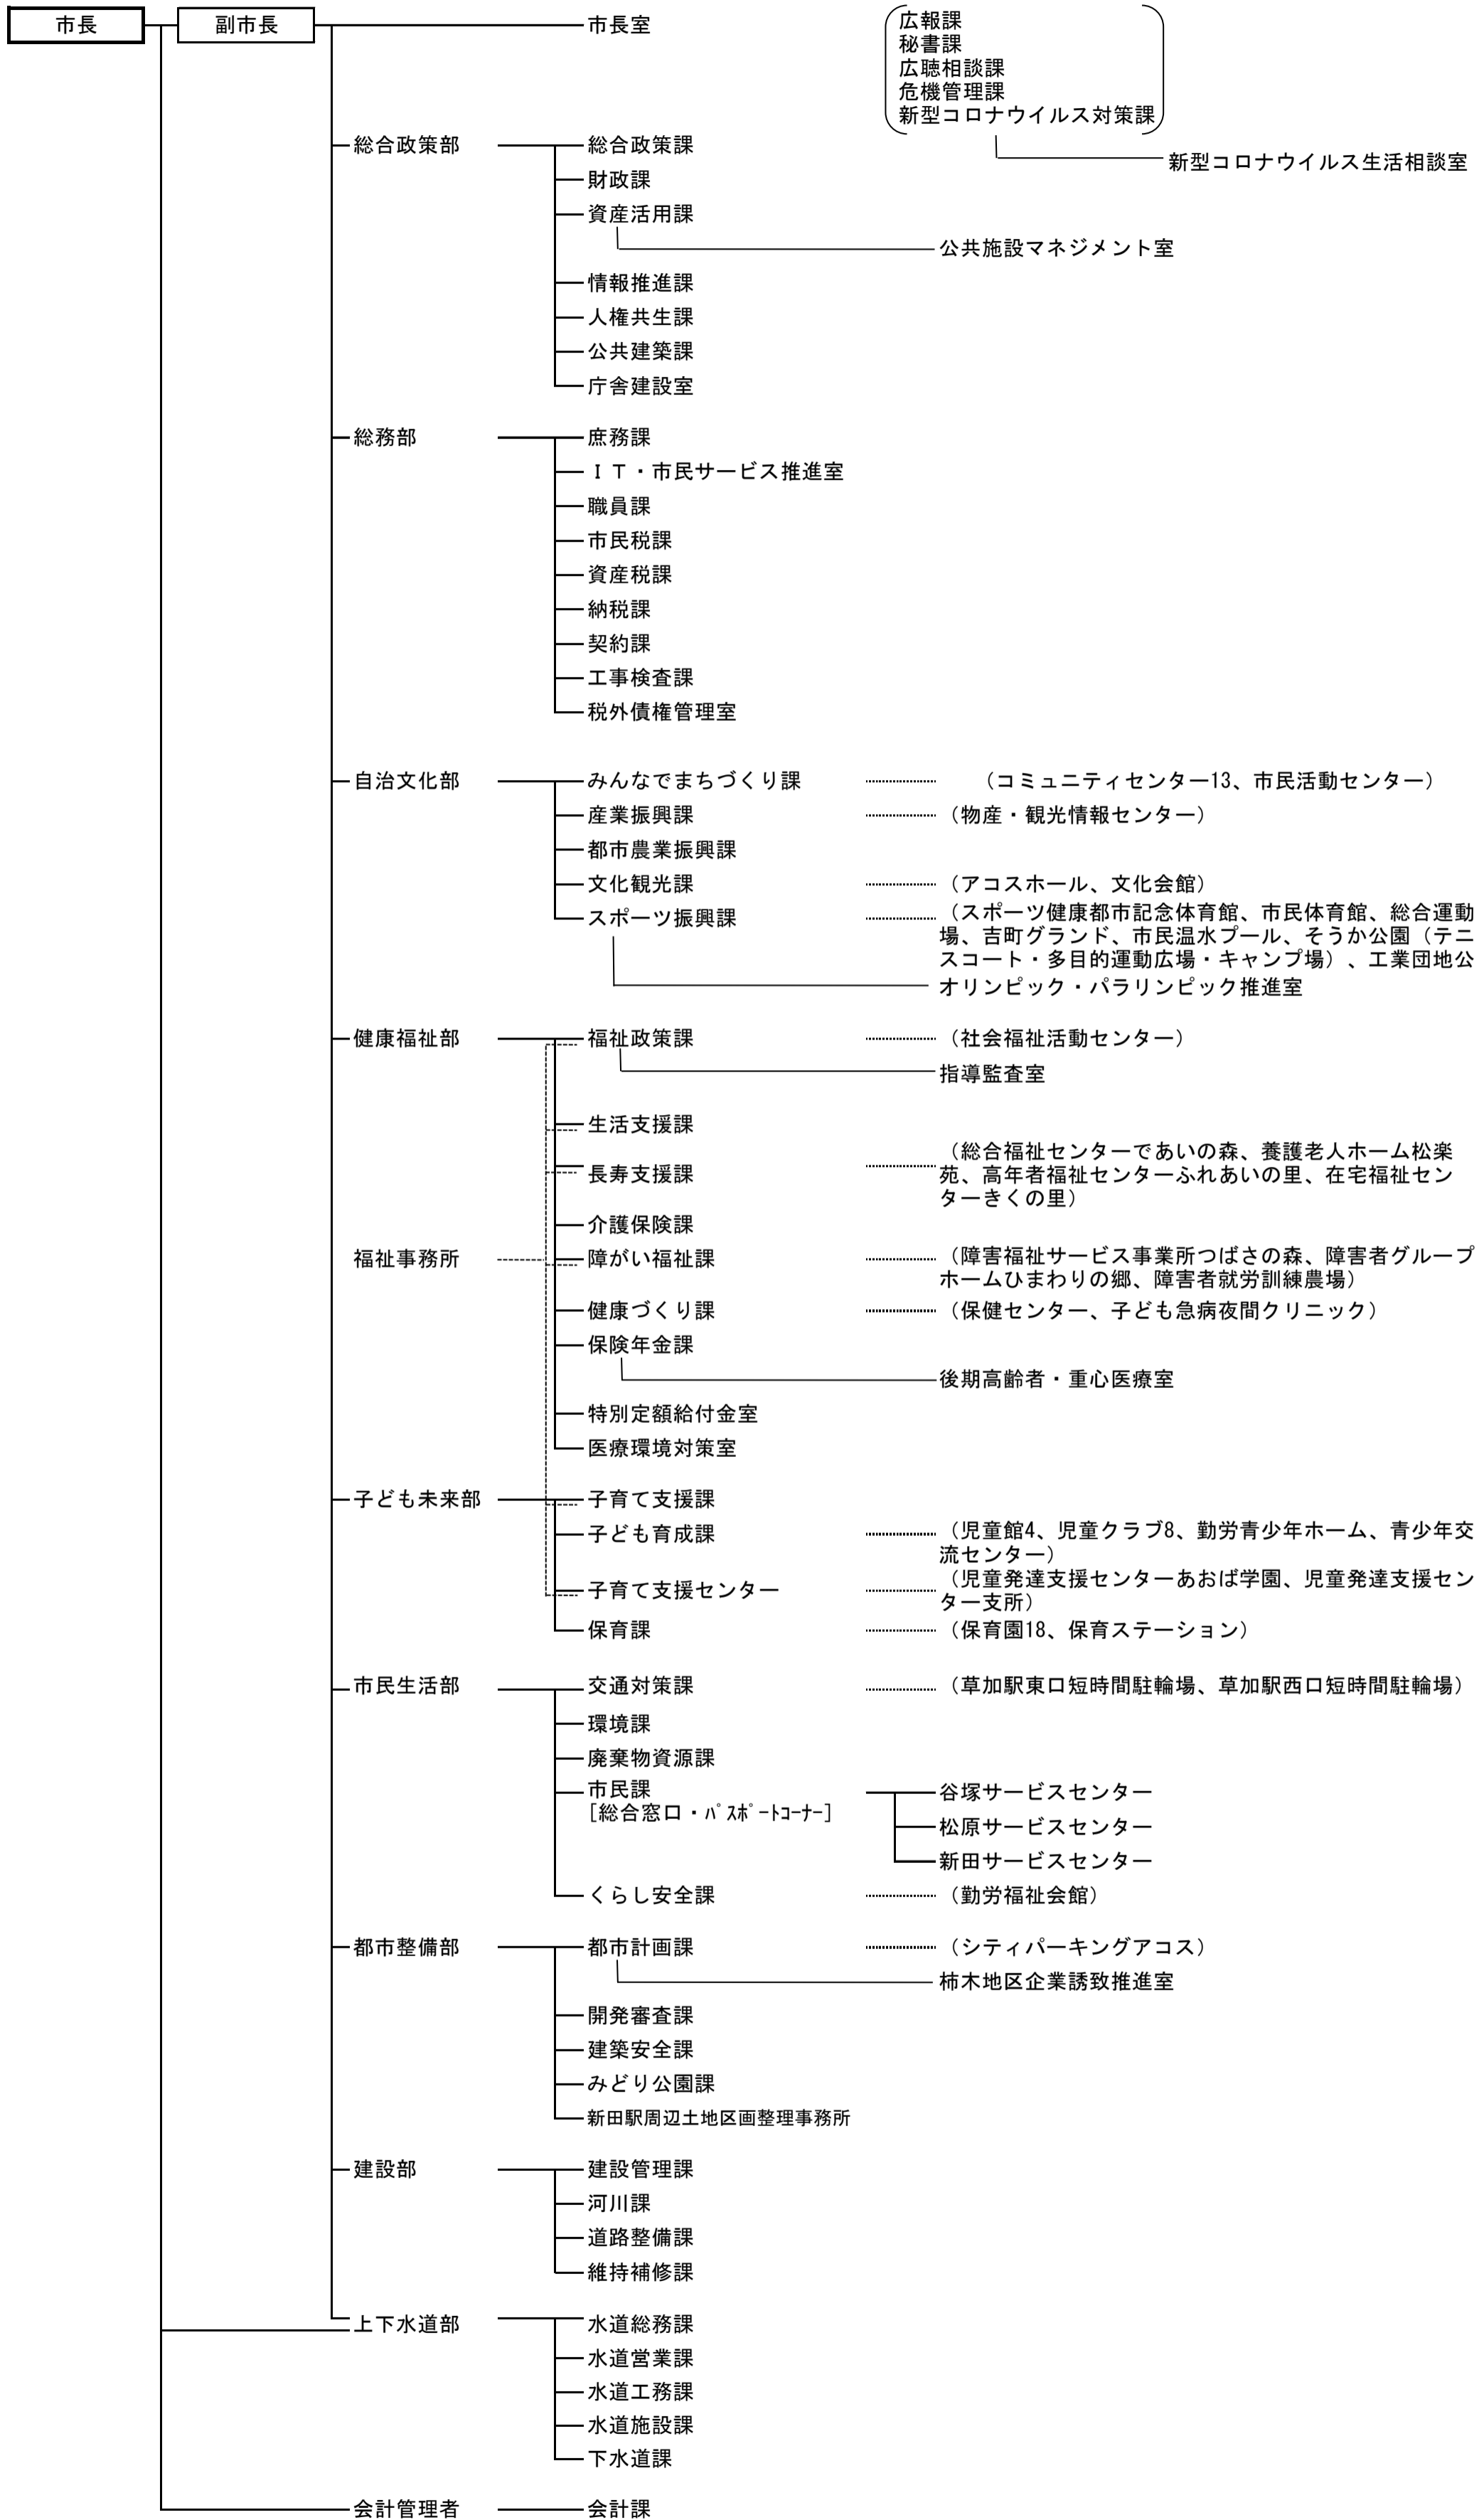 市長
副市長
市長室
広報課
秘書課
広聴相談課
危機管理課
新型コロナウイルス対策課
総合政策部
総合政策課
新型コロナウイルス生活相談室
財政課
資産活用課
公共施設マネジメント室
情報推進課
人権共生課
公共建築課
庁舎建設室
総務部
庶務課
ＩＴ・市民サービス推進室
職員課
市民税課
資産税課
納税課
契約課
工事検査課
税外債権管理室
自治文化部
みんなでまちづくり課
（コミュニティセンター13、市民活動センター）
産業振興課
（物産・観光情報センター）
都市農業振興課
文化観光課
（アコスホール、文化会館）
スポーツ振興課
（スポーツ健康都市記念体育館、市民体育館、総合運動
場、吉町グランド、市民温水プール、そうか公園（テニ
スコート・多目的運動広場・キャンプ場）、工業団地公
オリンピック・パラリンピック推進室
健康福祉部
福祉政策課
（社会福祉活動センター）
指導監査室
生活支援課
長寿支援課
（総合福祉センターであいの森、養護老人ホーム松楽
苑、高年者福祉センターふれあいの里、在宅福祉セン
ターきくの里）
介護保険課
福祉事務所
障がい福祉課
（障害福祉サービス事業所つばさの森、障害者グループ
ホームひまわりの郷、障害者就労訓練農場）
健康づくり課
（保健センター、子ども急病夜間クリニック）
保険年金課
後期高齢者・重心医療室
特別定額給付金室
医療環境対策室
子ども未来部
子育て支援課
子ども育成課
（児童館4、児童クラブ8、勤労青少年ホーム、青少年交
流センター）
子育て支援センター
（児童発達支援センターあおば学園、児童発達支援セン
ター支所）
保育課
（保育園18、保育ステーション）
市民生活部
交通対策課
（草加駅東口短時間駐輪場、草加駅西口短時間駐輪場）
環境課
廃棄物資源課
市民課
[総合窓口・ﾊﾟｽﾎﾟｰﾄｺｰﾅｰ]
谷塚サービスセンター
松原サービスセンター
新田サービスセンター
くらし安全課
（勤労福祉会館）
都市整備部
都市計画課
（シティパーキングアコス）
柿木地区企業誘致推進室
開発審査課
建築安全課
みどり公園課
新田駅周辺土地区画整理事務所
建設部
建設管理課
河川課
道路整備課
維持補修課
上下水道部
水道総務課
水道営業課
水道工務課
水道施設課
下水道課
会計管理者
会計課